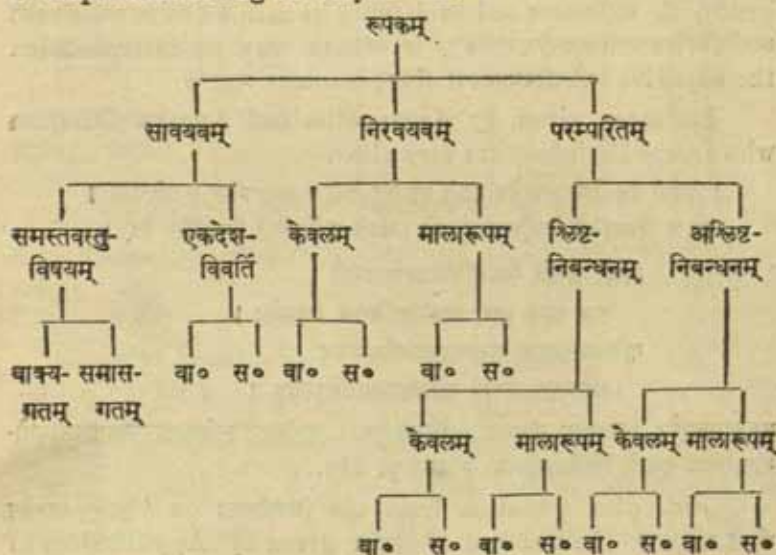 रूपकम्
सावयवम् निरवयवम् परम्परितम्
समस्तवस्तु- एकदेश- केवलम् मालारूपम् श्लिष्ट- अश्लिष्ट-
विषयम् विवर्ति निबन्धनम् निबन्धनम्
वाक्य- समास- वा० स० वा० स० वा० स०
गतम् गतम्
केवलम् मालारूपम् केवलम् मालारूपम्
वा० स० वा० स० वा० स० वा० स०